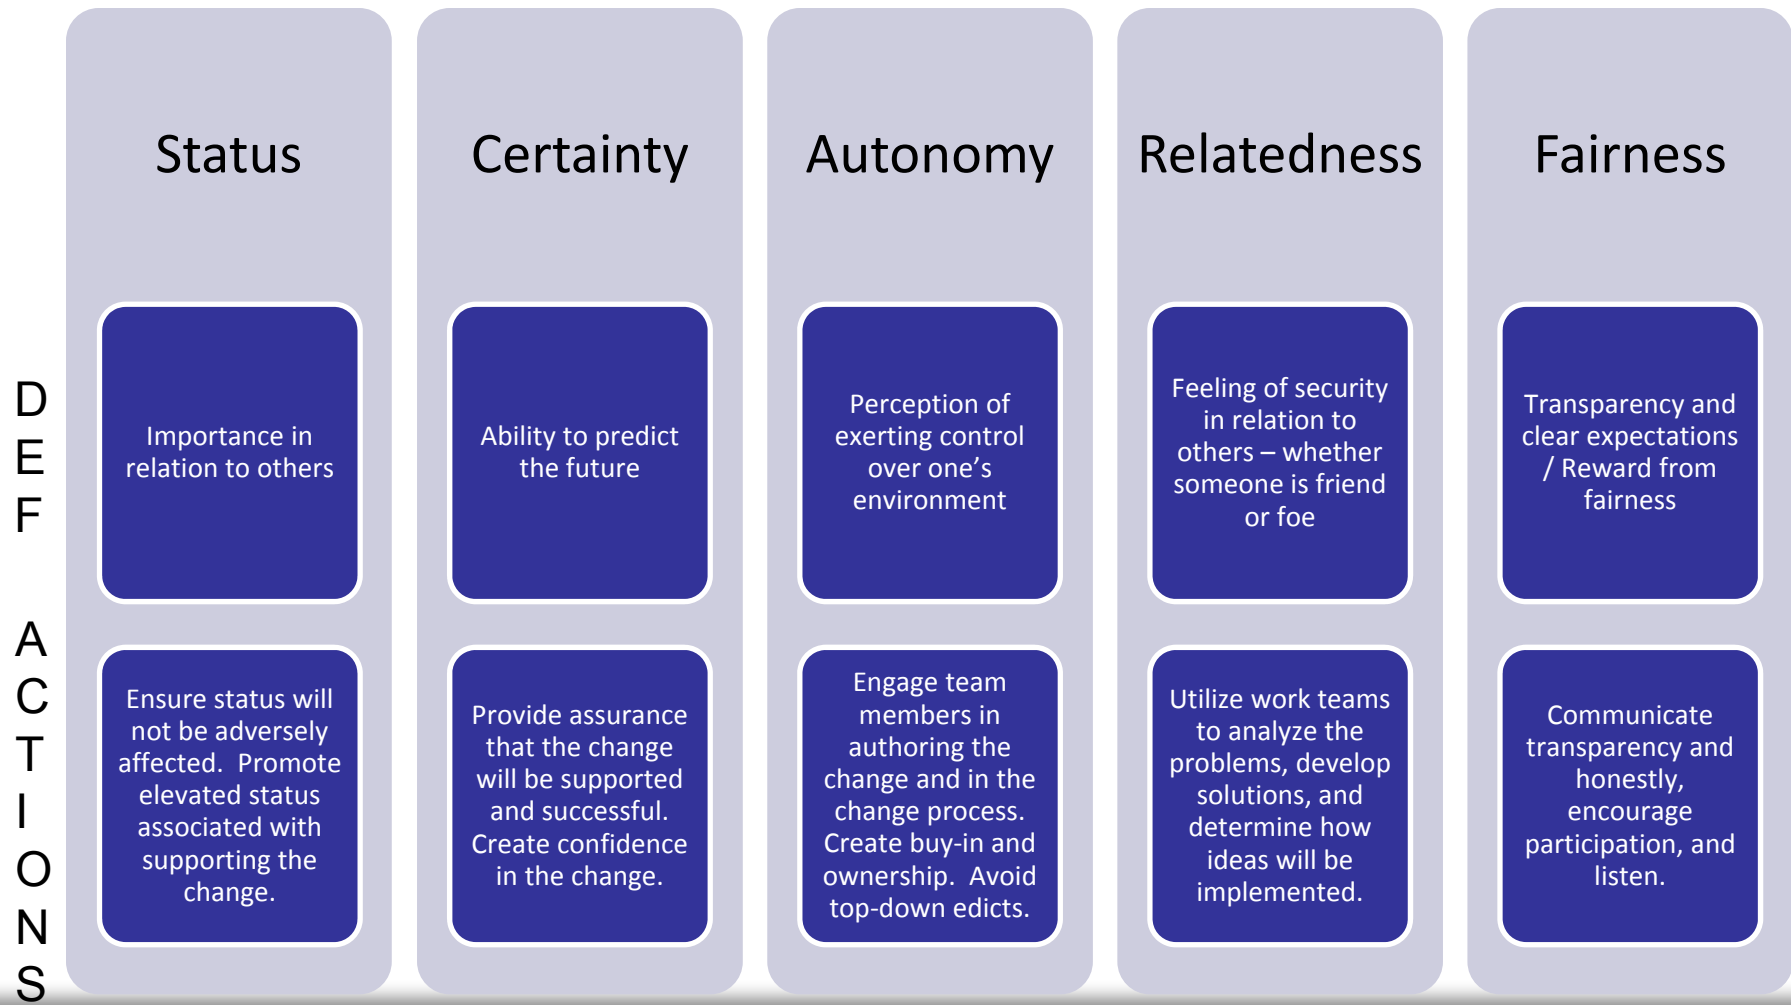 Status
Certainty
Autonomy
Relatedness
Fairness
D
E
F
Importance in
relation to others
Ability to predict
the future
Perception of
exerting control
over one’s
environment
Feeling of security
in relation to
others – whether
someone is friend
or foe
Transparency and
clear expectations
/ Reward from
fairness
A
C
T
I
O
N
S
Ensure status will
not be adversely
affected.  Promote
elevated status
associated with
supporting the
change.
Provide assurance
that the change
will be supported
and successful.
Create confidence
in the change.
Engage team
members in
authoring the
change and in the
change process.
Create buy-in and
ownership.  Avoid
top-down edicts.
Utilize work teams
to analyze the
problems, develop
solutions, and
determine how
ideas will be
implemented.
Communicate
transparency and
honestly,
encourage
participation, and
listen.